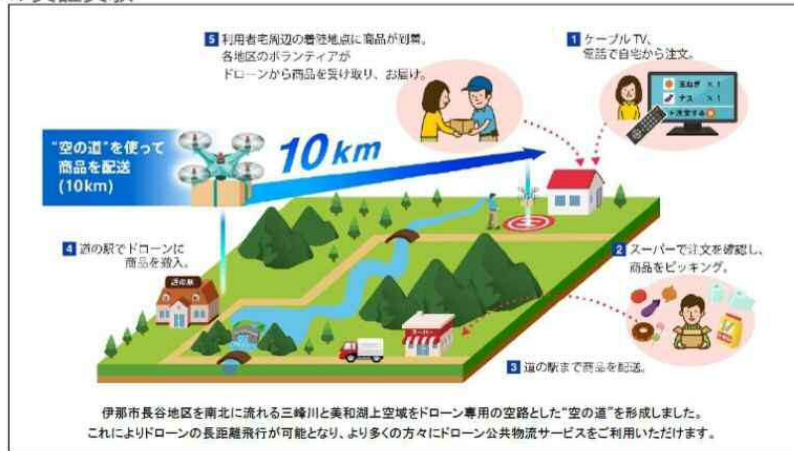 5 利用者宅周辺の着陸地点に商品が到着。
各地区のボランティアが
ドローンから商品を受け取り、お届け。
1 ケーブルTV、
電話で自宅から注文。
玉ねぎ ×1
ナス ×1
注文する
"空の道"を使って
商品を配送
(10km)
10km
4 道の駅でドローンに
商品を搬入。
道の駅
2 スーパーで注文を確認し、
商品をピッキング。
スーパー
3 道の駅まで商品を配送。
伊那市長谷地区を南北に流れる三峰川と美和湖上空域をドローン専用の空路とした"空の道"を形成しました。
これによりドローンの長距離飛行が可能となり、より多くの方々にドローン公共物流サービスをご利用いただけます。